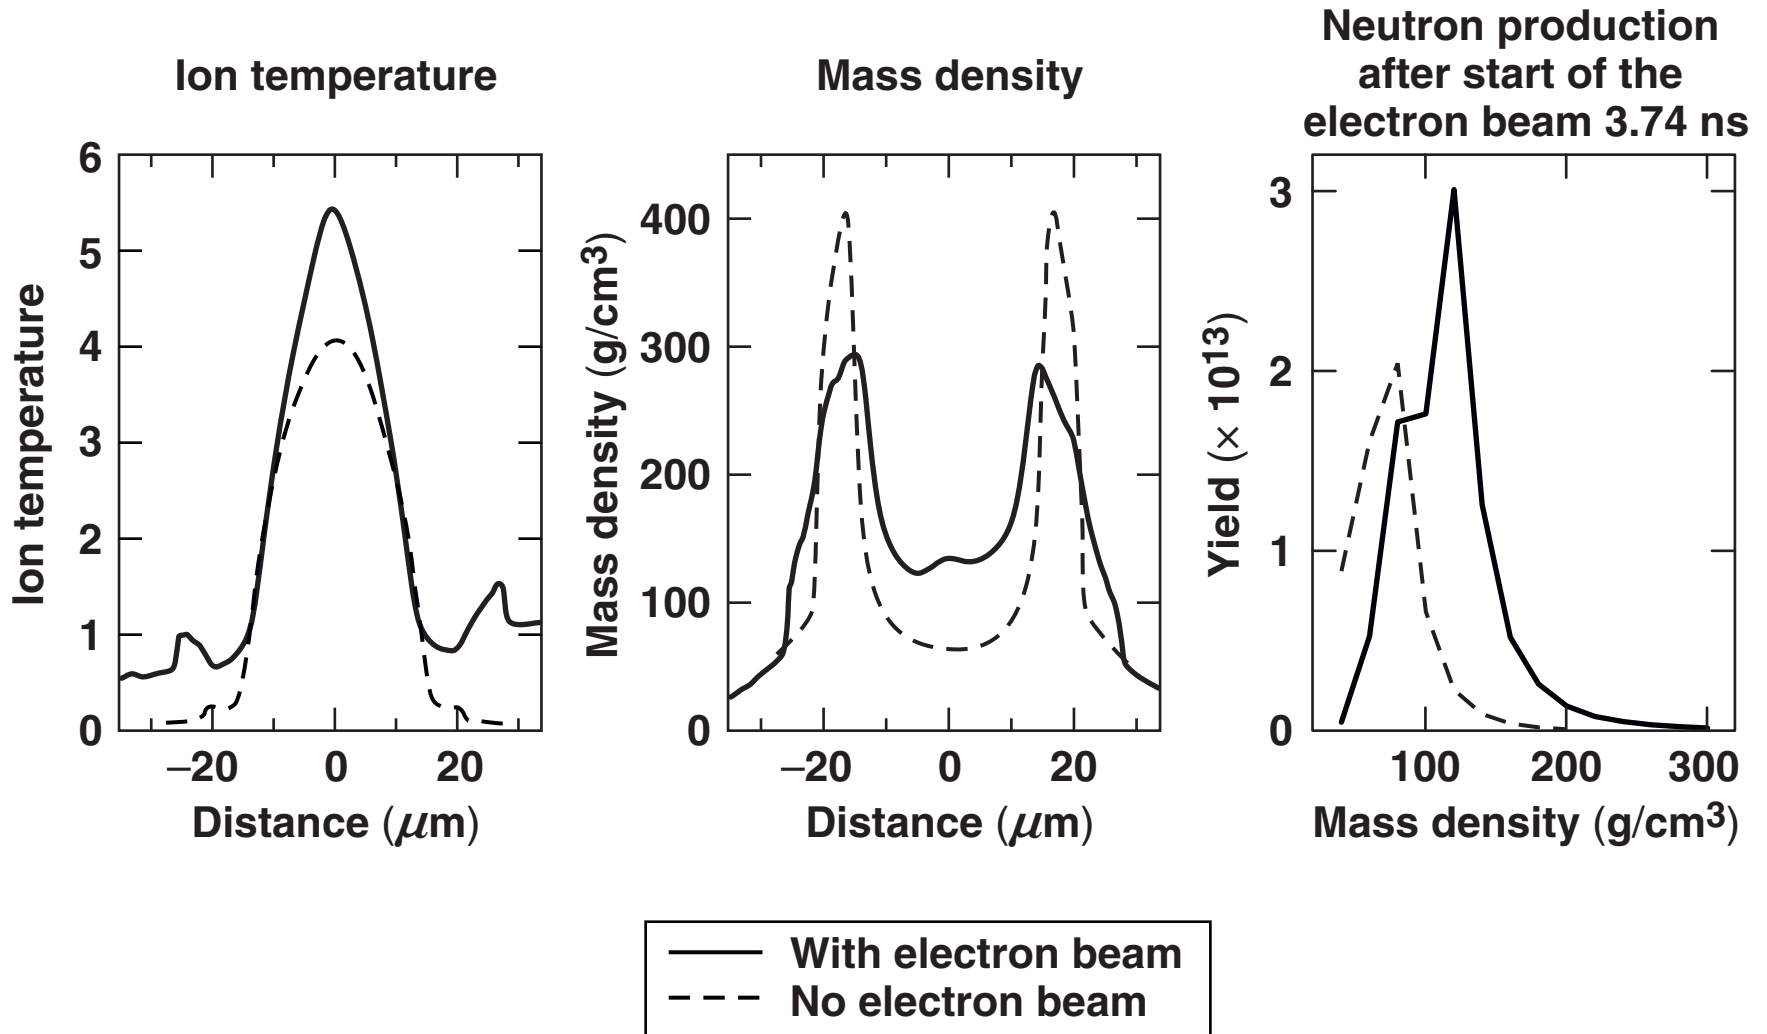 Ion temperature
6
5
4
3
2
1
0
Ion temperature
–20 0 20
Distance (μm)
Mass density
400
300
200
100
0
Mass density (g/cm³)
–20 0 20
Distance (μm)
Neutron production
after start of the
electron beam 3.74 ns
3
2
1
0
Yield (× 10¹³)
100 200 300
Mass density (g/cm³)
With electron beam
No electron beam